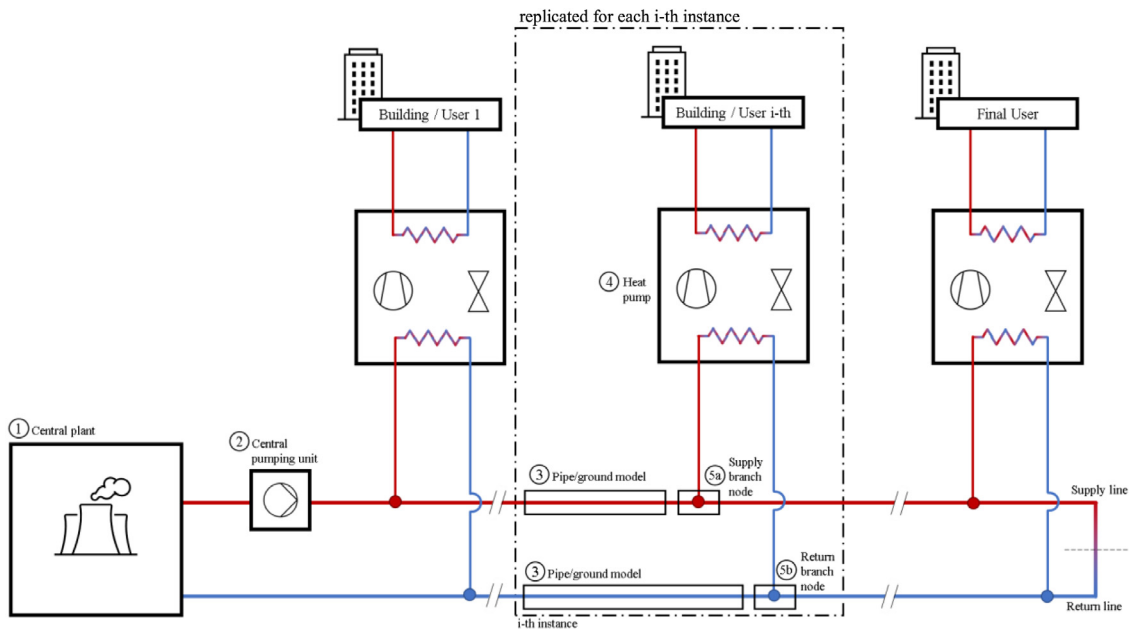 replicated for each i-th instance
Building / User 1
Building / User i-th
Final User
4 Heat
pump
1 Central plant
2 Central
pumping unit
3 Pipe/ground model
5a Supply
branch
node
Supply line
3 Pipe/ground model
5b Return
branch
node
Return line
i-th instance